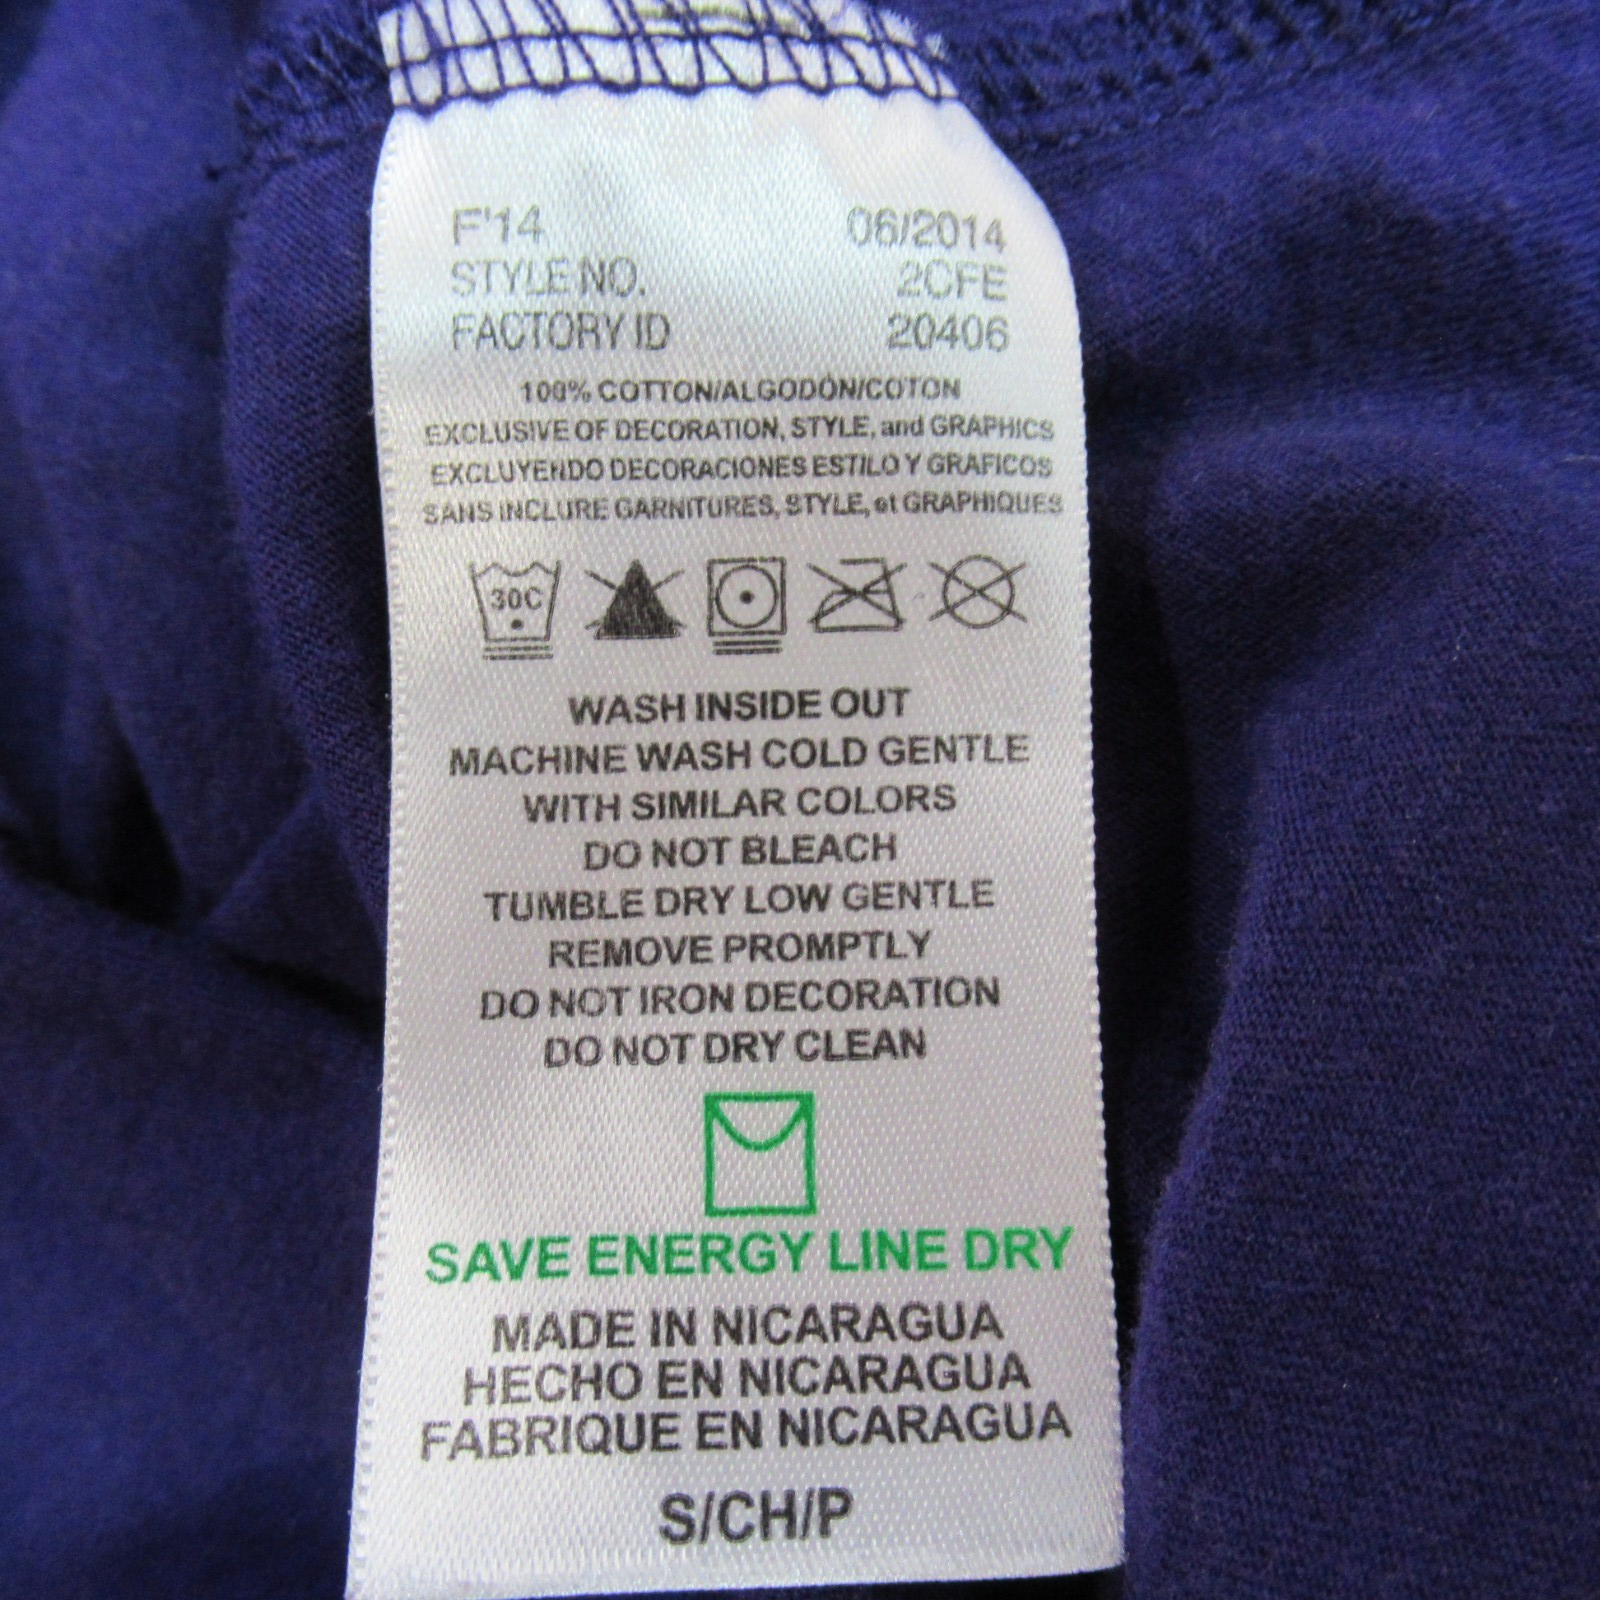 F'14 06/2014
STYLE NO. 2CFE
FACTORY ID 20406
100% COTTON/ALGODÓN/COTON
EXCLUSIVE OF DECORATION, STYLE, and GRAPHICS
EXCLUYENDO DECORACIONES ESTILO Y GRAFICOS
SANS INCLURE GARNITURES, STYLE, et GRAPHIQUES
30C
WASH INSIDE OUT
MACHINE WASH COLD GENTLE
WITH SIMILAR COLORS
DO NOT BLEACH
TUMBLE DRY LOW GENTLE
REMOVE PROMPTLY
DO NOT IRON DECORATION
DO NOT DRY CLEAN
SAVE ENERGY LINE DRY
MADE IN NICARAGUA
HECHO EN NICARAGUA
FABRIQUE EN NICARAGUA
S/CH/P